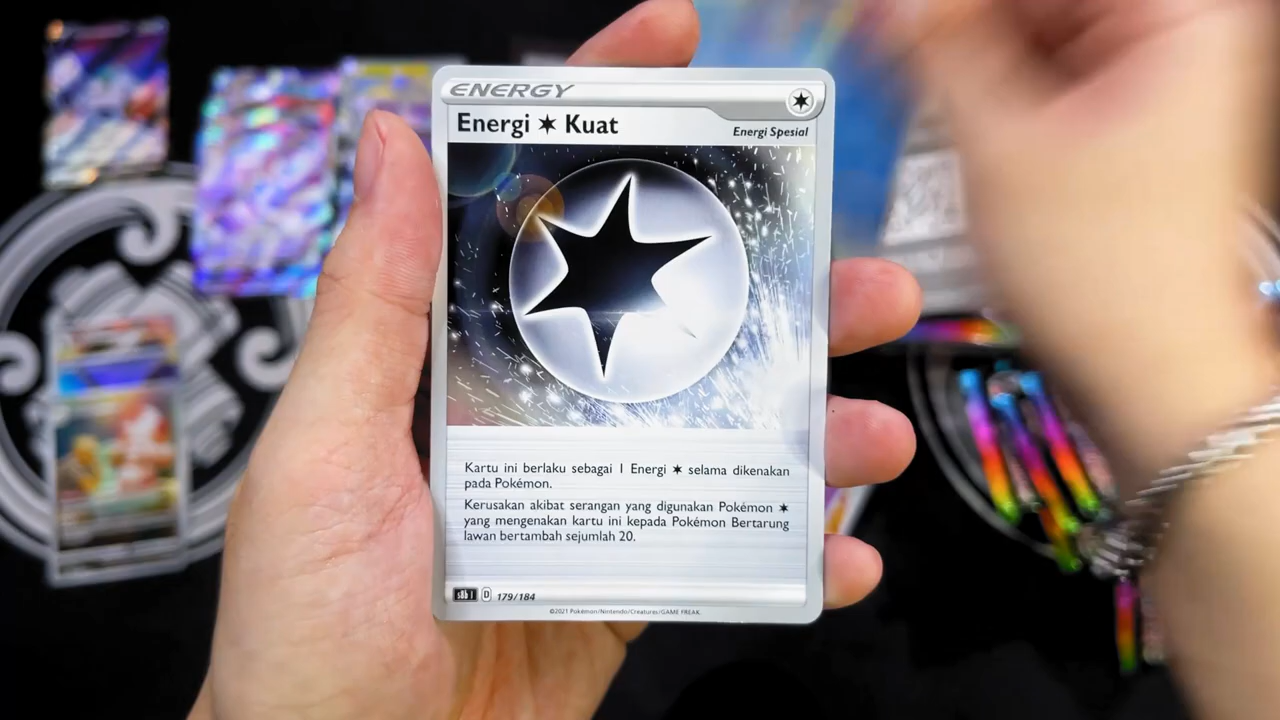 ENERGY
Energi ✶ Kuat
Energi Spesial
Kartu ini berlaku sebagai 1 Energi ✶ selama dikenakan
pada Pokémon.
Kerusakan akibat serangan yang digunakan Pokémon ✶
yang mengenakan kartu ini kepada Pokémon Bertarung
lawan bertambah sejumlah 20.
s8b I D 179/184
©2021 Pokémon/Nintendo/Creatures/GAME FREAK.